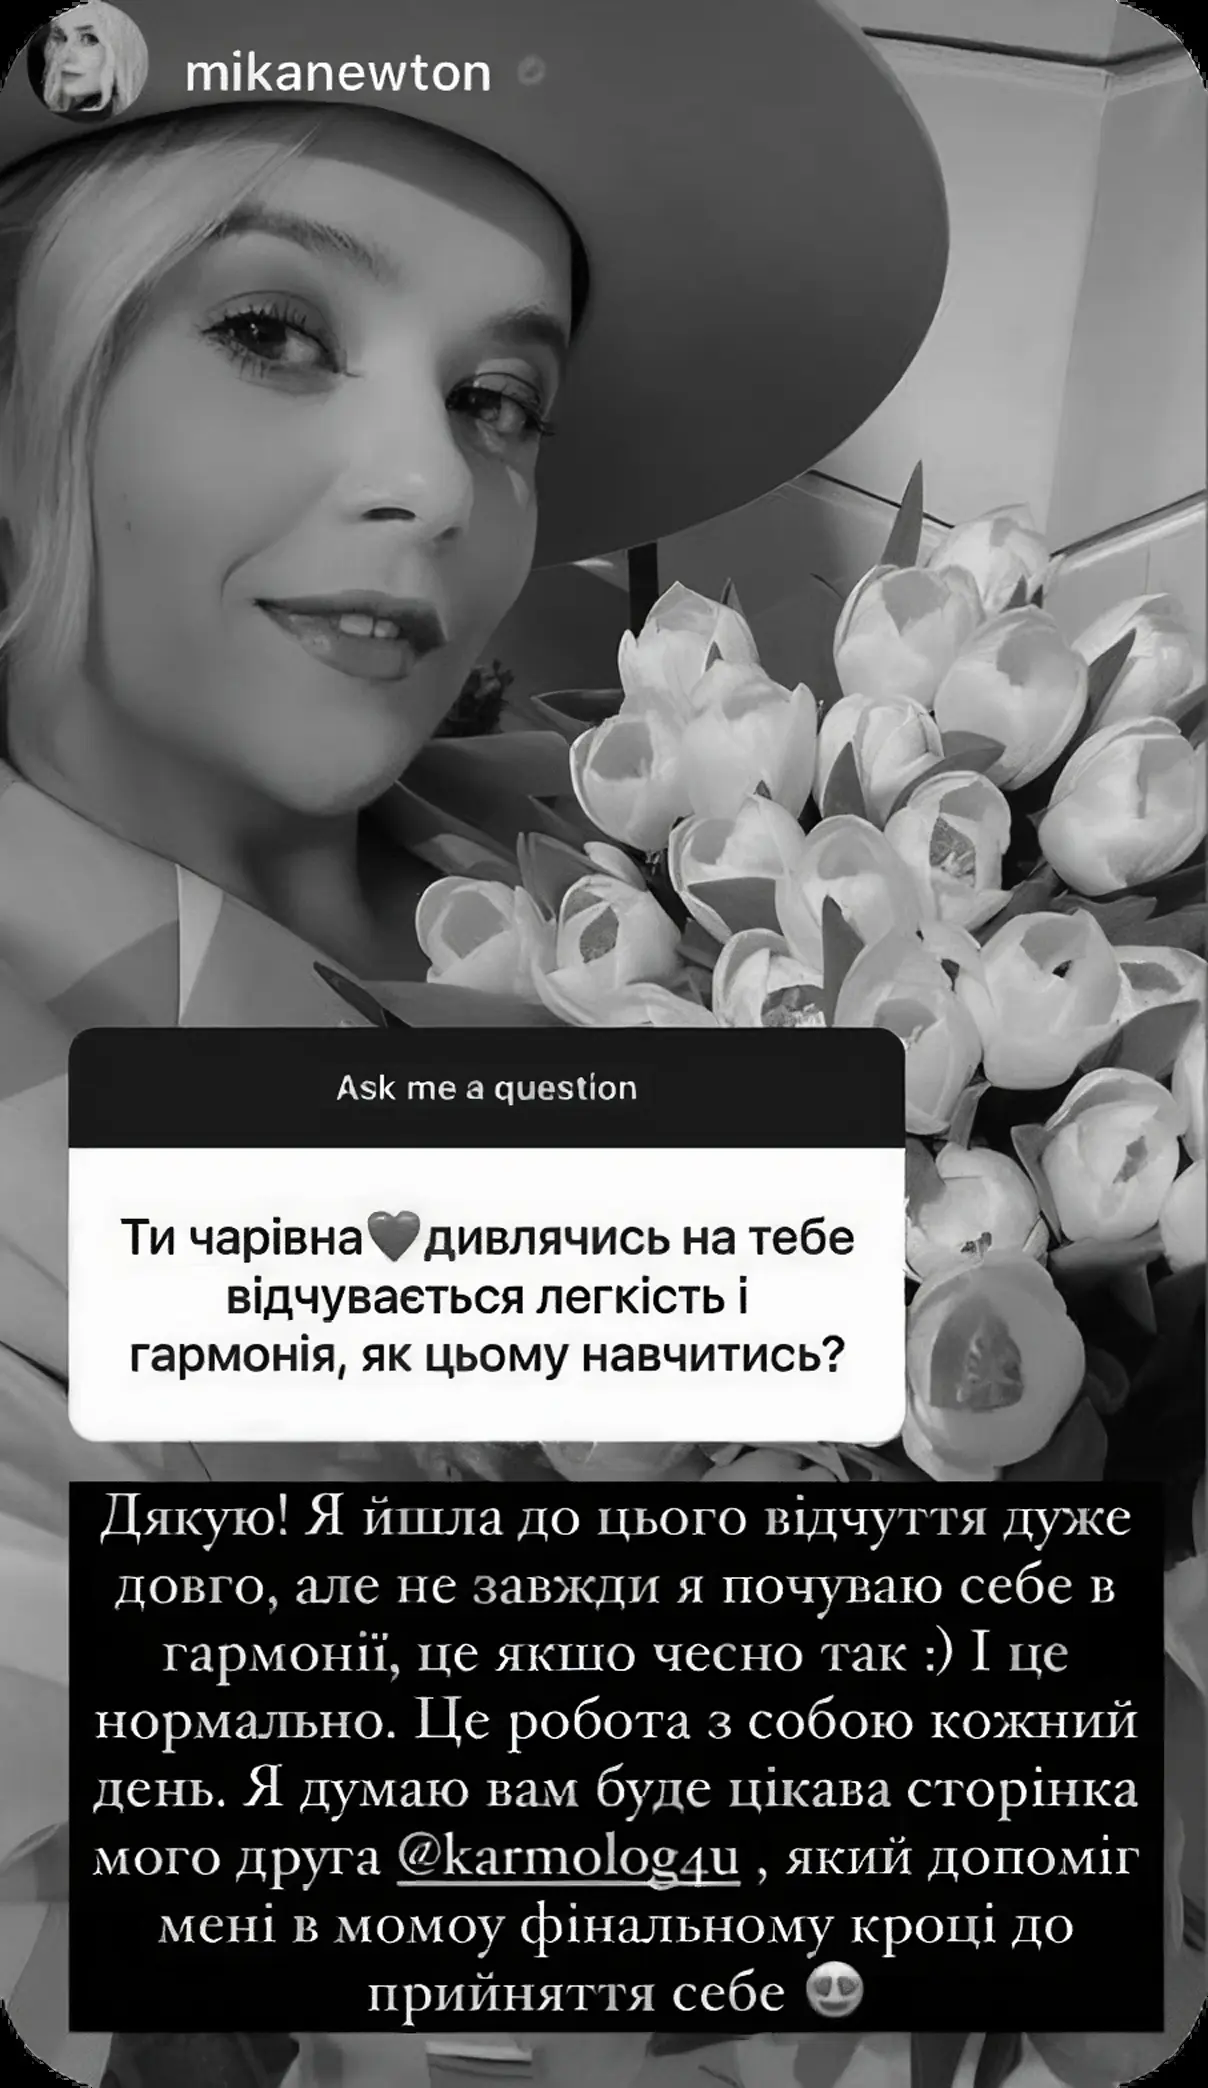 mikanewton
Ask me a question
Ти чарівна🖤дивлячись на тебе
відчувається легкість і
гармонія, як цьому навчитись?
Дякую! Я йшла до цього відчуття дуже
довго, але не завжди я почуваю себе в
гармонії, це якшо чесно так :) І це
нормально. Це робота з собою кожний
день. Я думаю вам буде цікава сторінка
мого друга @karmolog4u , який допоміг
мені в момоу фінальному кроці до
прийняття себе 😍